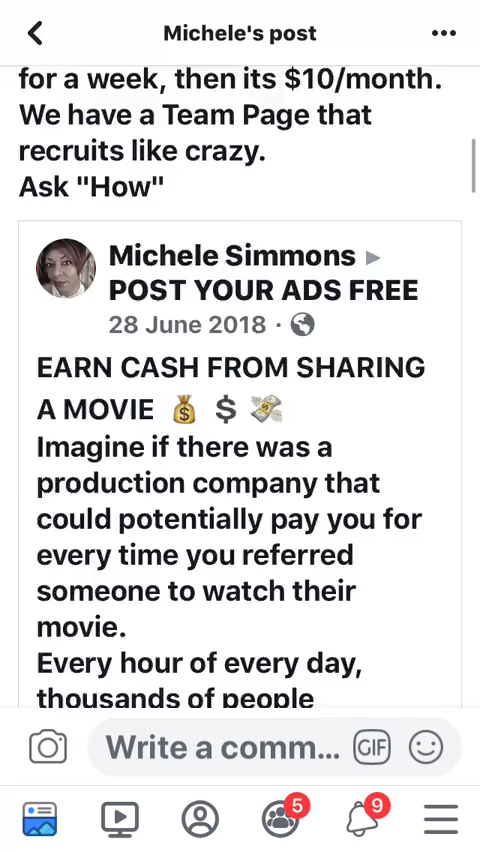 Michele's post
for a week, then its $10/month.
We have a Team Page that
recruits like crazy.
Ask "How"
Michele Simmons ▸
POST YOUR ADS FREE
28 June 2018 ·
EARN CASH FROM SHARING
A MOVIE 💰 💲 💸
Imagine if there was a
production company that
could potentially pay you for
every time you referred
someone to watch their
movie.
Every hour of every day,
thousands of people
Write a comm... GIF
5 9